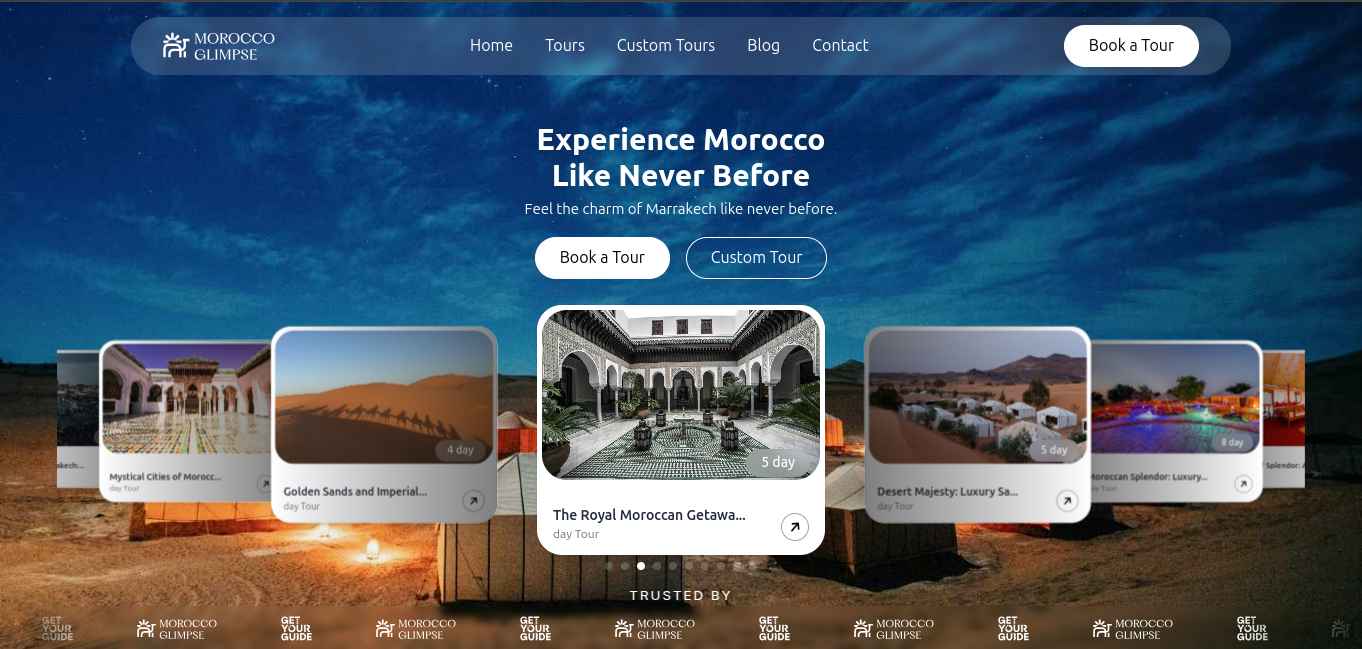 MOROCCO
GLIMPSE
Home
Tours
Custom Tours
Blog
Contact
Book a Tour
Experience Morocco
Like Never Before
Feel the charm of Marrakech like never before.
Book a Tour
Custom Tour
akech...
Mystical Cities of Morocc...
day Tour
4 day
Golden Sands and Imperial...
day Tour
5 day
The Royal Moroccan Getawa...
day Tour
5 day
Desert Majesty: Luxury Sa...
day Tour
8 day
Moroccan Splendor: Luxury...
day Tour
Splendor:
TRUSTED BY
GET
YOUR
GUIDE
MOROCCO
GLIMPSE
GET
YOUR
GUIDE
MOROCCO
GLIMPSE
GET
YOUR
GUIDE
MOROCCO
GLIMPSE
GET
YOUR
GUIDE
MOROCCO
GLIMPSE
GET
YOUR
GUIDE
MOROCCO
GLIMPSE
GET
YOUR
GUIDE